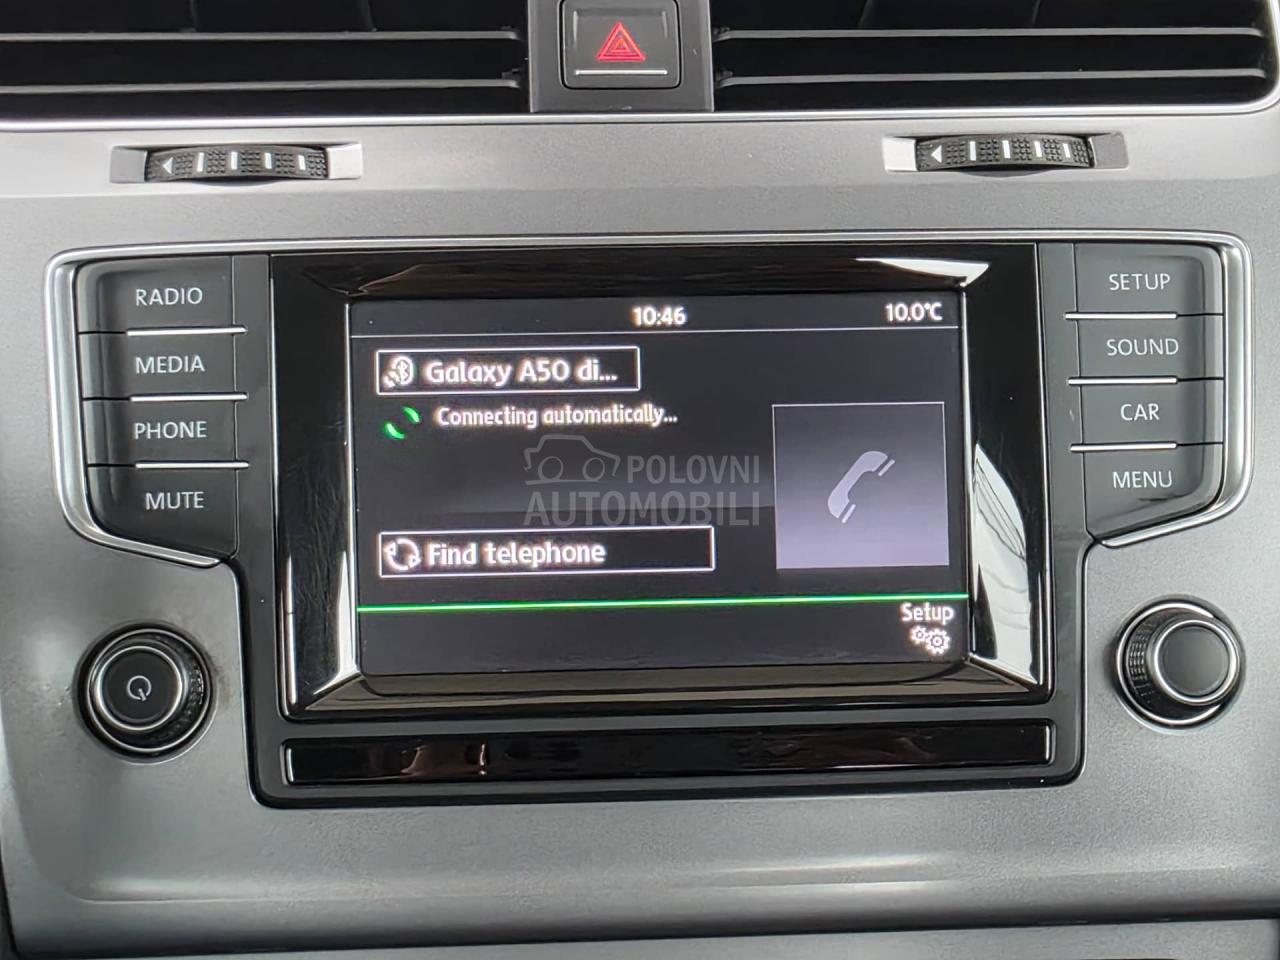 RADIO
MEDIA
PHONE
MUTE
10:46
10.0°C
Galaxy A50 di...
Connecting automatically...
POLOVNI
AUTOMOBILI
Find telephone
Setup
SETUP
SOUND
CAR
MENU